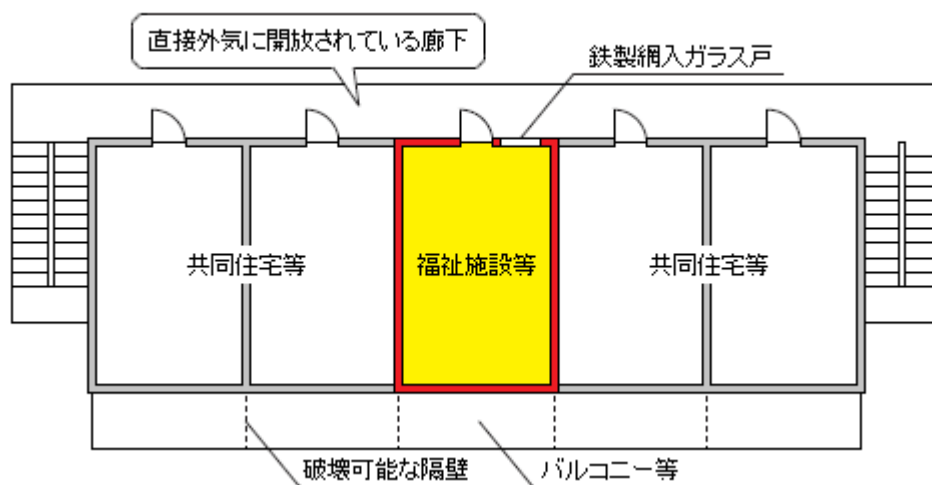 直接外気に開放されている廊下
鉄製網入ガラス戸
共同住宅等
福祉施設等
共同住宅等
破壊可能な隔壁
バルコニー等